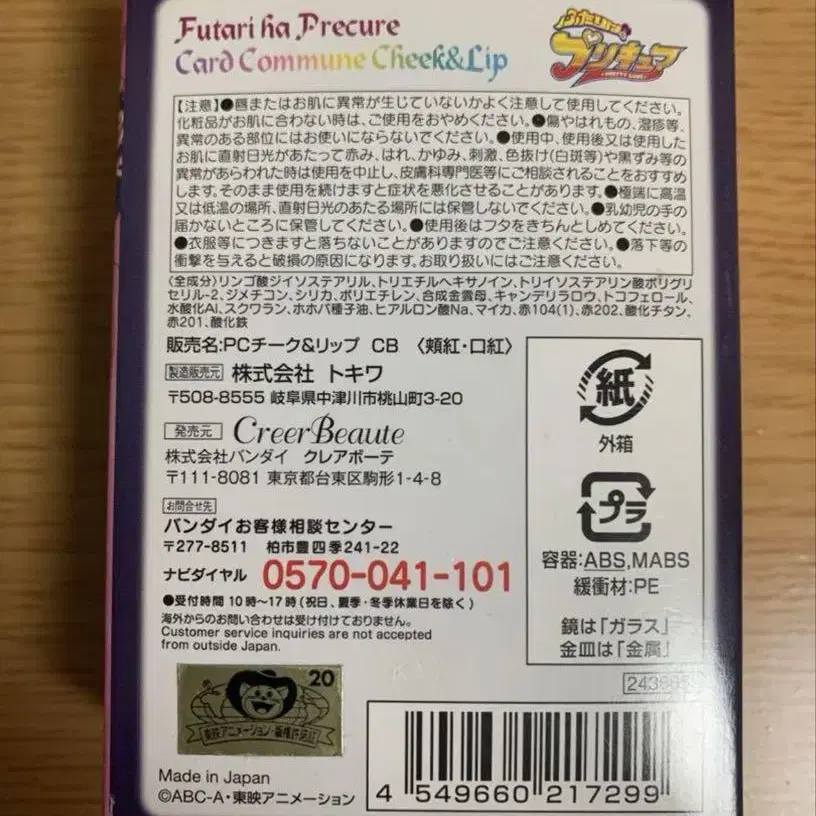 Futari ha Precure
Card Commune Cheek&Lip
ふたりは
プリキュア
【注意】●唇またはお肌に異常が生じていないかよく注意して使用してください。
化粧品がお肌に合わない時は、ご使用をおやめください。●傷やはれもの、湿疹等、
異常のある部位にはお使いにならないでください。●使用中、使用後又は使用した
お肌に直射日光があたって赤み、はれ、かゆみ、刺激、色抜け(白斑等)や黒ずみ等の
異常があらわれた時は使用を中止し、皮膚科専門医等にご相談されることをおすすめ
します。そのまま使用を続けますと症状を悪化させることがあります。●極端に高温
又は低温の場所、直射日光のあたる場所には保管しないでください。●乳幼児の手の
届かないところに保管してください。●使用後はフタをきちんとしめてください。
●衣服等につきますと落ちないことがありますのでご注意ください。●落下等の
衝撃を与えると破損の原因になります。お取り扱いにはご注意ください。
〈全成分〉リンゴ酸ジイソステアリル、トリエチルヘキサノイン、トリイソステアリン酸ポリグリ
セリル-2、ジメチコン、シリカ、ポリエチレン、合成金雲母、キャンデリラロウ、トコフェロール、
水酸化Al、スクワラン、ホホバ種子油、ヒアルロン酸Na、マイカ、赤104(1)、赤202、酸化チタン、
赤201、酸化鉄
販売名:PCチーク&リップ CB 〈頬紅・口紅〉
製造販売元 株式会社 トキワ
〒508-8555 岐阜県中津川市桃山町3-20
発売元 CreerBeaute
株式会社バンダイ クレアボーテ
〒111-8081 東京都台東区駒形1-4-8
お問合せ先
バンダイお客様相談センター
〒277-8511 柏市豊四季241-22
ナビダイヤル 0570-041-101
●受付時間 10時〜17時(祝日、夏季・冬季休業日を除く)
海外からのお問い合わせは受け付けておりません。
Customer service inquiries are not accepted
from outside Japan.
紙
外箱
プラ
容器:ABS,MABS
緩衝材:PE
鏡は「ガラス」
金皿は「金属」
20
東映アニメーション・版権許諾証
Made in Japan
©ABC-A・東映アニメーション
4 549660 217299